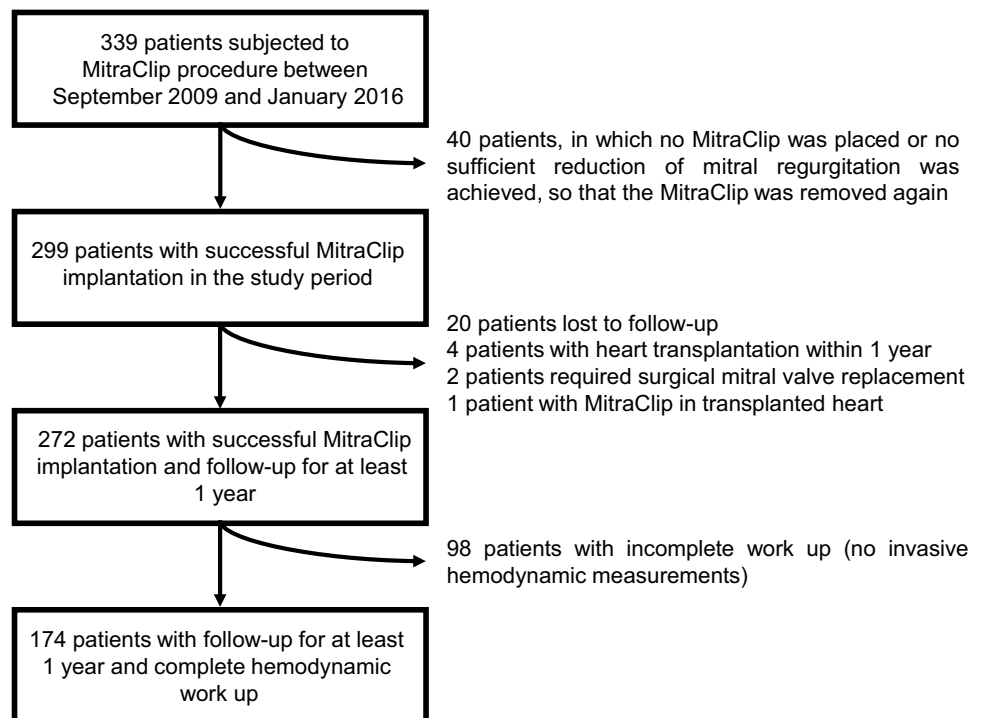 339 patients subjected to
MitraClip procedure between
September 2009 and January 2016
40 patients, in which no MitraClip was placed or no
sufficient reduction of mitral regurgitation was
achieved, so that the MitraClip was removed again
299 patients with successful MitraClip
implantation in the study period
20 patients lost to follow-up
4 patients with heart transplantation within 1 year
2 patients required surgical mitral valve replacement
1 patient with MitraClip in transplanted heart
272 patients with successful MitraClip
implantation and follow-up for at least
1 year
98 patients with incomplete work up (no invasive
hemodynamic measurements)
174 patients with follow-up for at least
1 year and complete hemodynamic
work up